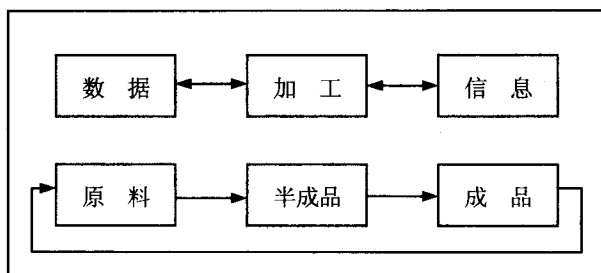 数 据 加 工 信 息
原 料 半成品 成 品